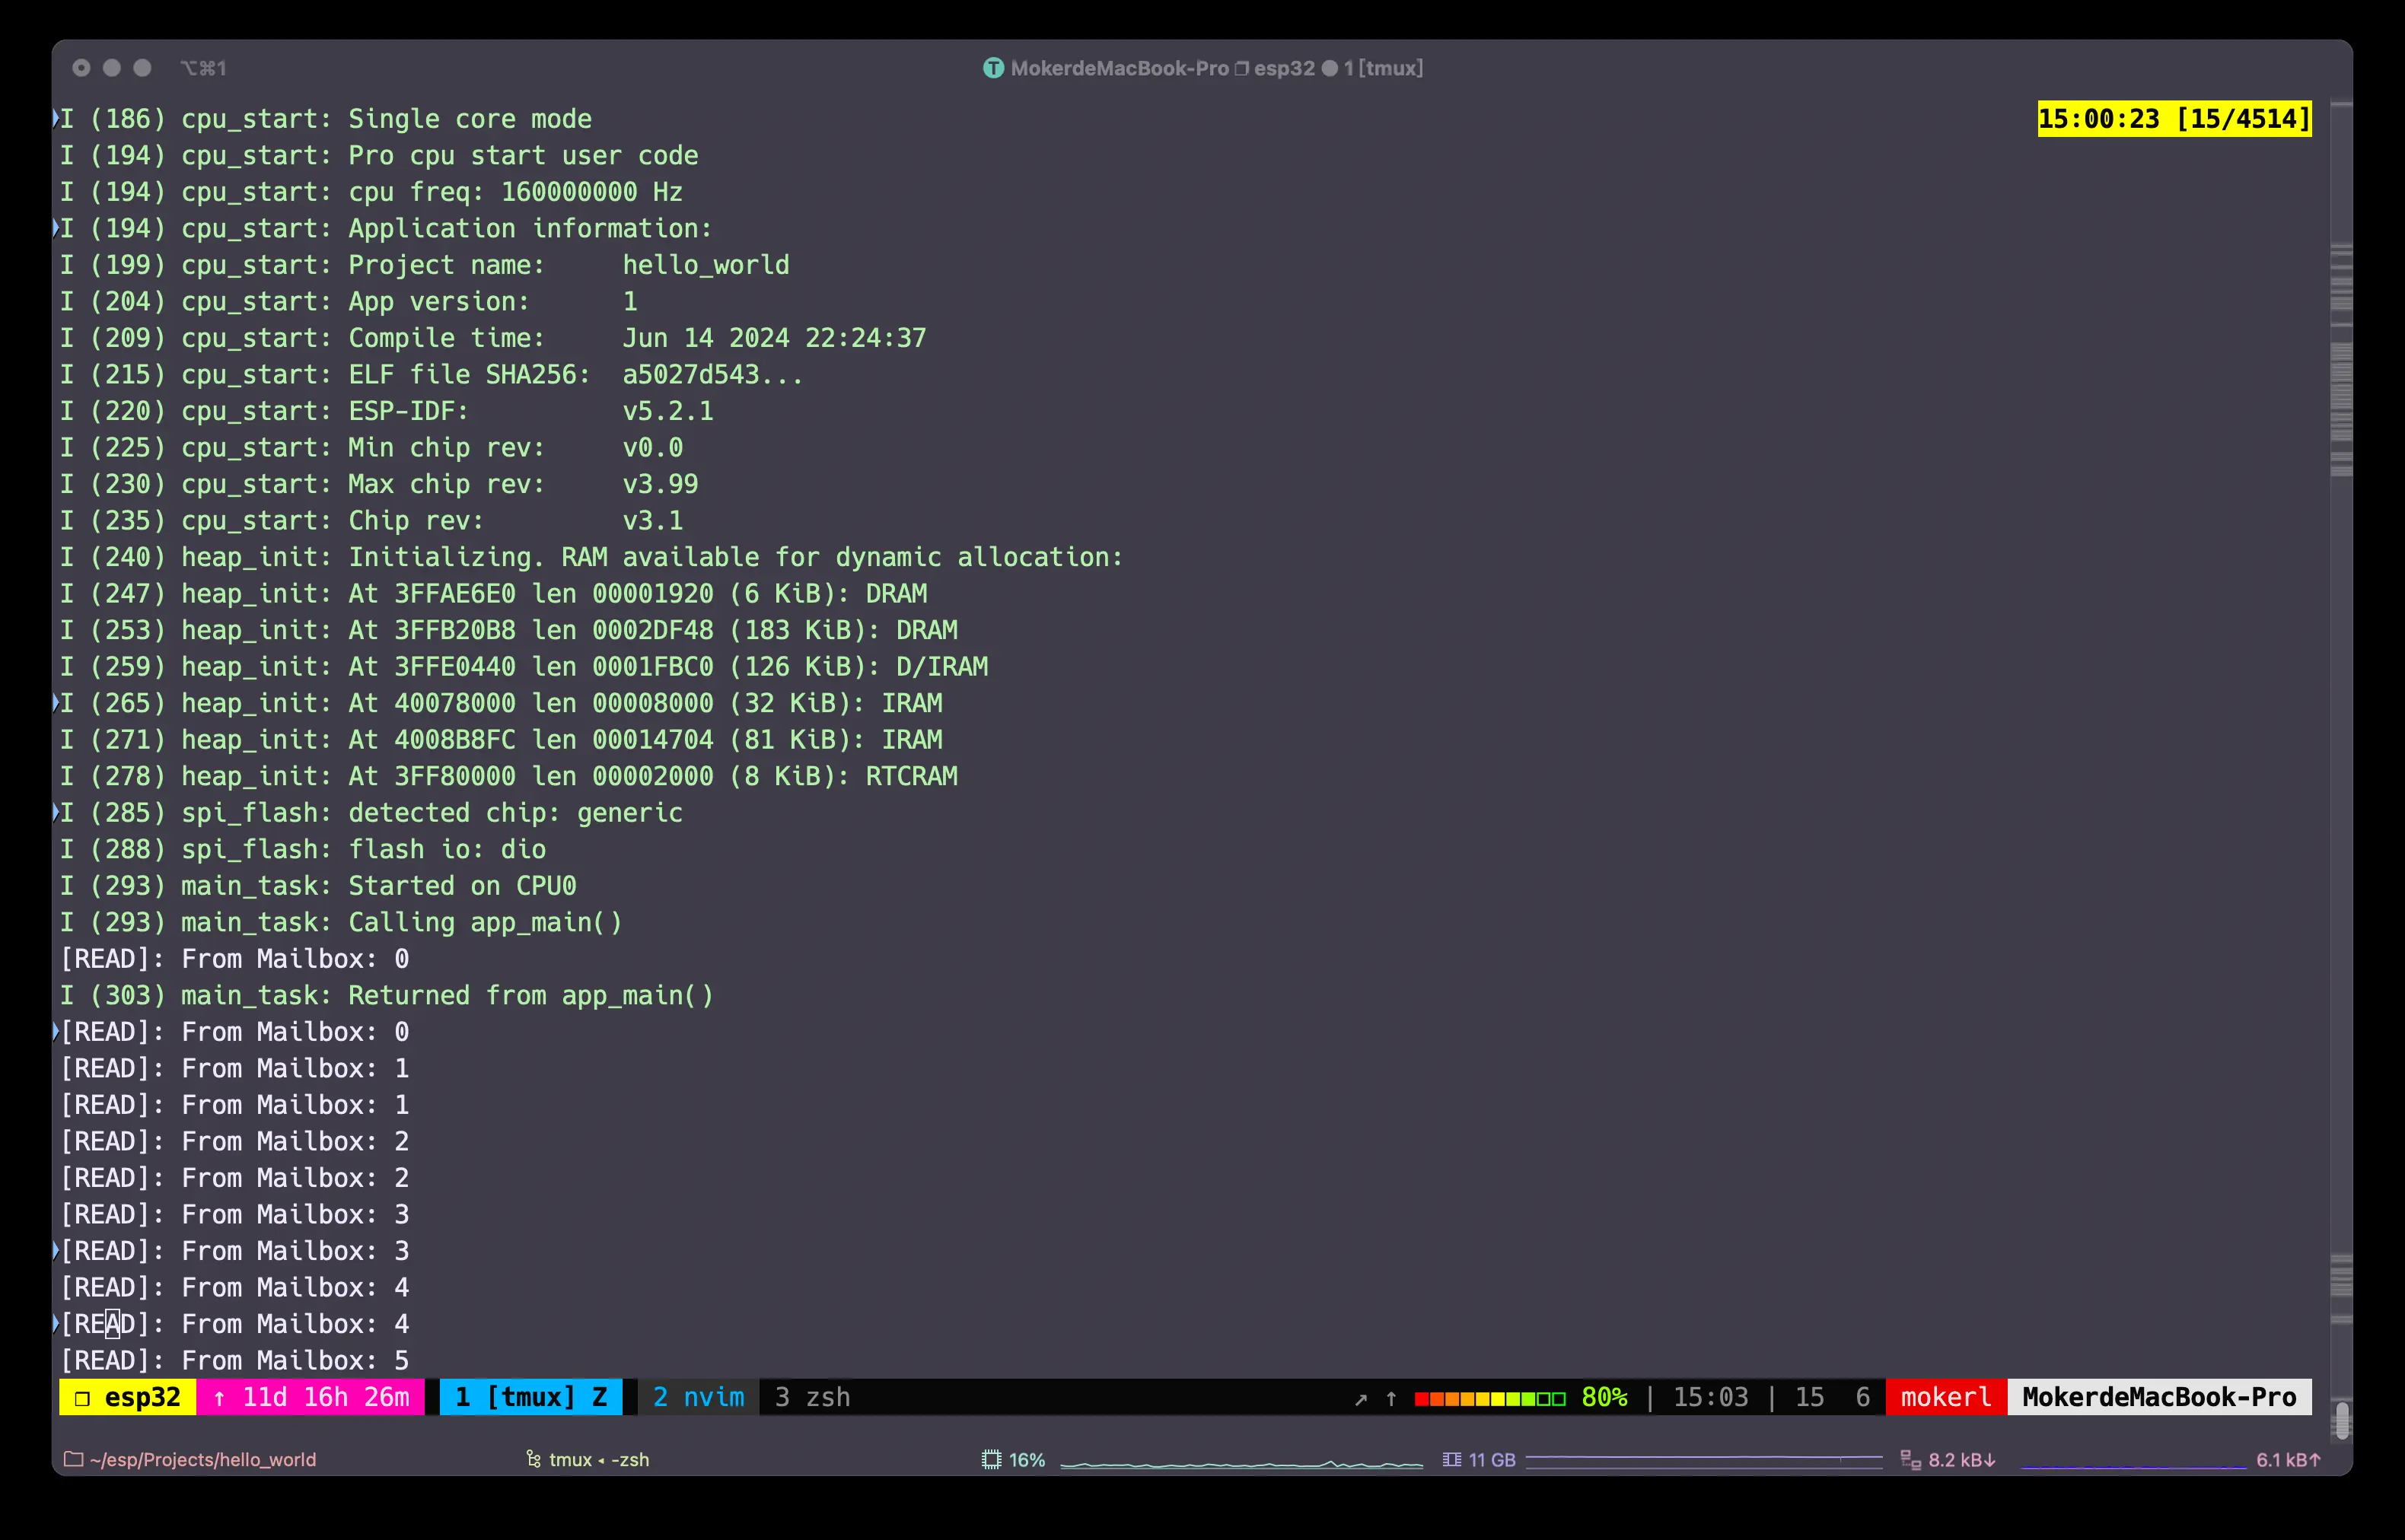 ⌥⌘1 T MokerdeMacBook-Pro ❐ esp32 ● 1 [tmux]
I (186) cpu_start: Single core mode 15:00:23 [15/4514]
I (194) cpu_start: Pro cpu start user code
I (194) cpu_start: cpu freq: 160000000 Hz
I (194) cpu_start: Application information:
I (199) cpu_start: Project name:     hello_world
I (204) cpu_start: App version:      1
I (209) cpu_start: Compile time:     Jun 14 2024 22:24:37
I (215) cpu_start: ELF file SHA256:  a5027d543...
I (220) cpu_start: ESP-IDF:          v5.2.1
I (225) cpu_start: Min chip rev:     v0.0
I (230) cpu_start: Max chip rev:     v3.99
I (235) cpu_start: Chip rev:         v3.1
I (240) heap_init: Initializing. RAM available for dynamic allocation:
I (247) heap_init: At 3FFAE6E0 len 00001920 (6 KiB): DRAM
I (253) heap_init: At 3FFB20B8 len 0002DF48 (183 KiB): DRAM
I (259) heap_init: At 3FFE0440 len 0001FBC0 (126 KiB): D/IRAM
I (265) heap_init: At 40078000 len 00008000 (32 KiB): IRAM
I (271) heap_init: At 4008B8FC len 00014704 (81 KiB): IRAM
I (278) heap_init: At 3FF80000 len 00002000 (8 KiB): RTCRAM
I (285) spi_flash: detected chip: generic
I (288) spi_flash: flash io: dio
I (293) main_task: Started on CPU0
I (293) main_task: Calling app_main()
[READ]: From Mailbox: 0
I (303) main_task: Returned from app_main()
[READ]: From Mailbox: 0
[READ]: From Mailbox: 1
[READ]: From Mailbox: 1
[READ]: From Mailbox: 2
[READ]: From Mailbox: 2
[READ]: From Mailbox: 3
[READ]: From Mailbox: 3
[READ]: From Mailbox: 4
[READ]: From Mailbox: 4
[READ]: From Mailbox: 5
❐ esp32 ↑ 11d 16h 26m 1 [tmux] Z 2 nvim 3 zsh ↗ ↑ 80% | 15:03 | 15 6 mokerl MokerdeMacBook-Pro
~/esp/Projects/hello_world tmux ◂ -zsh 16% 11 GB 8.2 kB↓ 6.1 kB↑